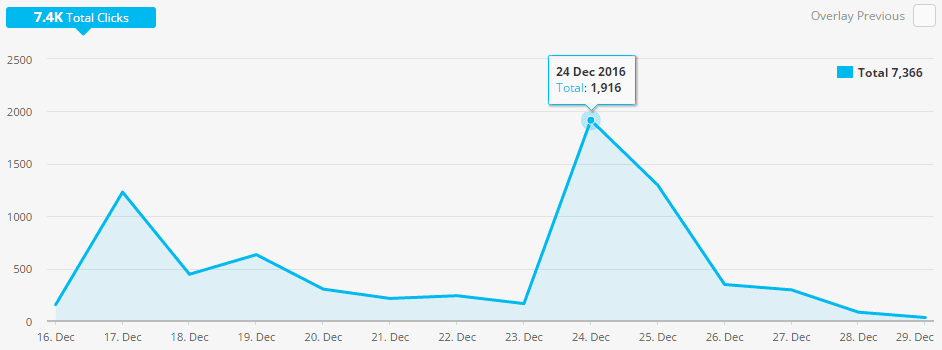 7.4K Total Clicks
Overlay Previous
2500
2000
1500
1000
500
0
24 Dec 2016
Total: 1,916
Total 7,366
16. Dec 17. Dec 18. Dec 19. Dec 20. Dec 21. Dec 22. Dec 23. Dec 24. Dec 25. Dec 26. Dec 27. Dec 28. Dec 29. Dec